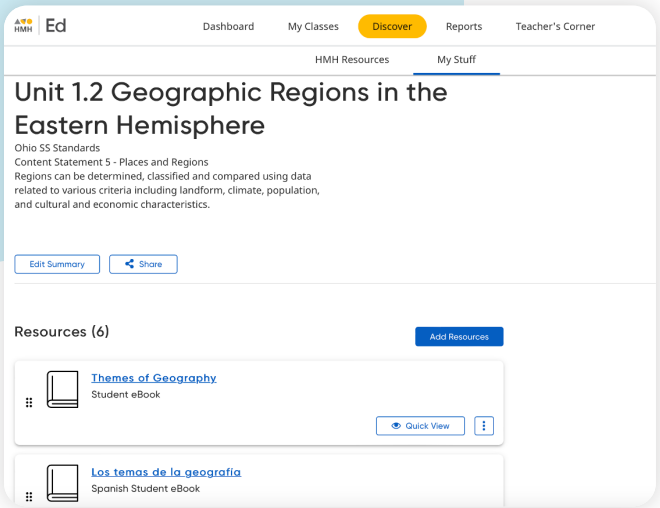 HMH Ed
Dashboard
My Classes
Discover
Reports
Teacher's Corner
HMH Resources
My Stuff
Unit 1.2 Geographic Regions in the
Eastern Hemisphere
Ohio SS Standards
Content Statement 5 - Places and Regions
Regions can be determined, classified and compared using data
related to various criteria including landform, climate, population,
and cultural and economic characteristics.
Edit Summary
Share
Resources (6)
Add Resources
Themes of Geography
Student eBook
Quick View
Los temas de la geografía
Spanish Student eBook